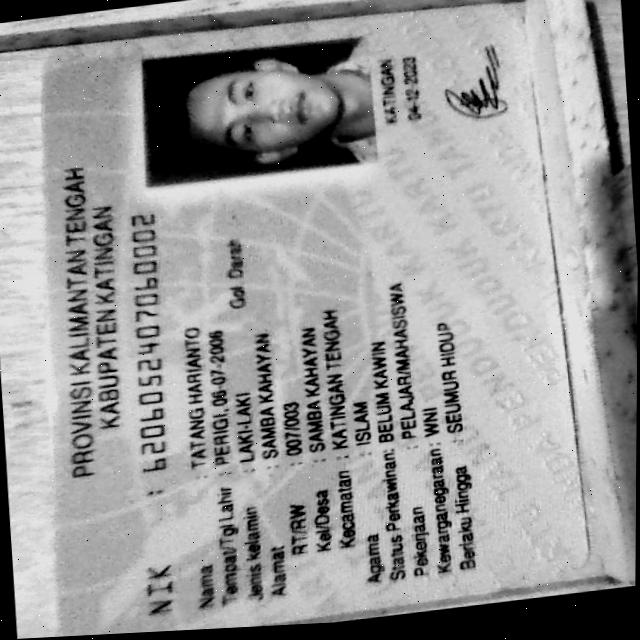 PROVINSI KALIMANTAN TENGAH
KABUPATEN KATINGAN
NIK : 6206052407060002
Nama : TATANG HARIANTO
Tempat/Tgl Lahir : PERIGI, 06-07-2006
Jenis kelamin : LAKI-LAKI Gol. Darah
Alamat : SAMBA KAHAYAN
RT/RW : 007/003
Kel/Desa : SAMBA KAHAYAN
Kecamatan : KATINGAN TENGAH
Agama : ISLAM
Status Perkawinan: BELUM KAWIN
Pekerjaan : PELAJAR/MAHASISWA
Kewarganegaraan: WNI
Berlaku Hingga : SEUMUR HIDUP
KATINGAN
04-12-2023